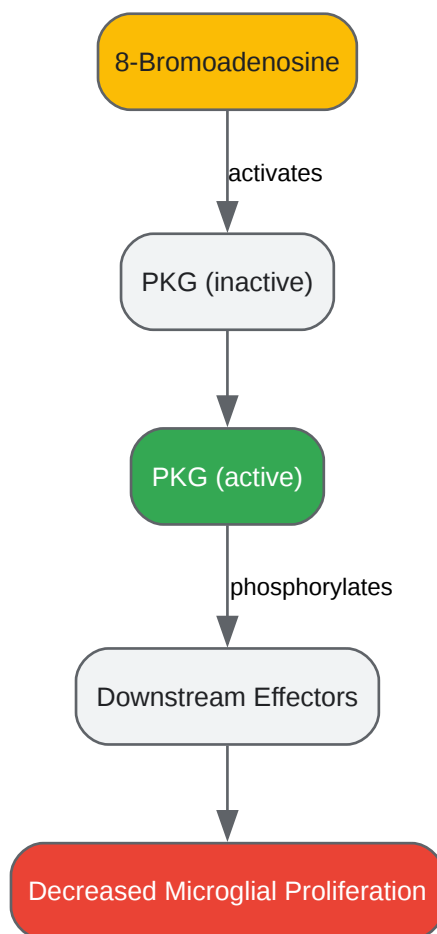 8-Bromoadenosine
activates
PKG (inactive)
PKG (active)
phosphorylates
Downstream Effectors
Decreased Microglial Proliferation